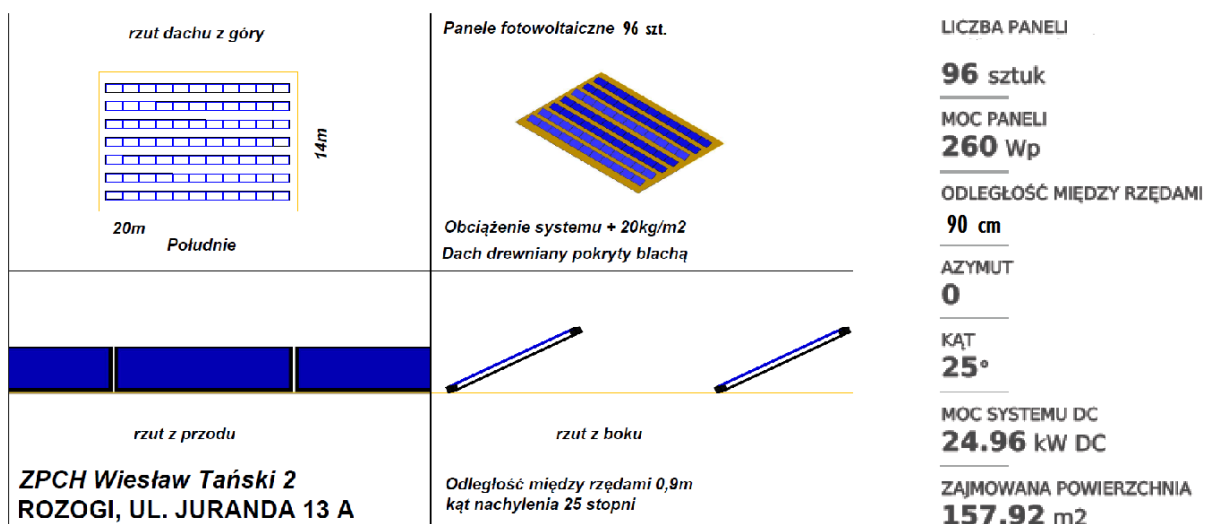 rzut dachu z góry
14m
20m
Południe
Panele fotowoltaiczne 96 szt.
Obciążenie systemu + 20kg/m2
Dach drewniany pokryty blachą
rzut z przodu
ZPCH Wiesław Tański 2
ROZOGI, UL. JURANDA 13 A
rzut z boku
Odległość między rzędami 0,9m
kąt nachylenia 25 stopni
LICZBA PANELI
96 sztuk
MOC PANELI
260 Wp
ODLEGŁOŚĆ MIĘDZY RZĘDAMI
90 cm
AZYMUT
0
KĄT
25°
MOC SYSTEMU DC
24.96 kW DC
ZAJMOWANA POWIERZCHNIA
157.92 m2